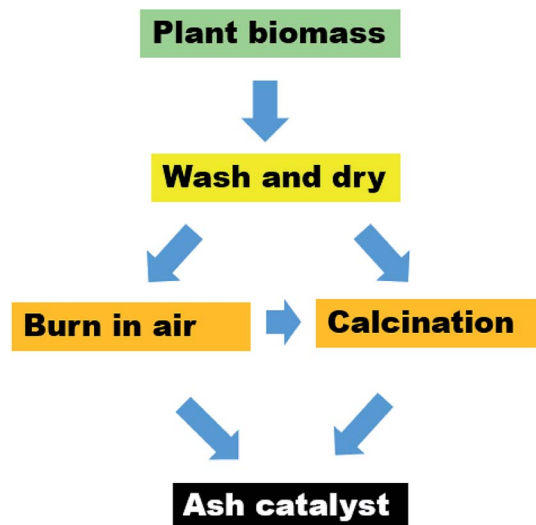 Plant biomass
Wash and dry
Burn in air
Calcination
Ash catalyst